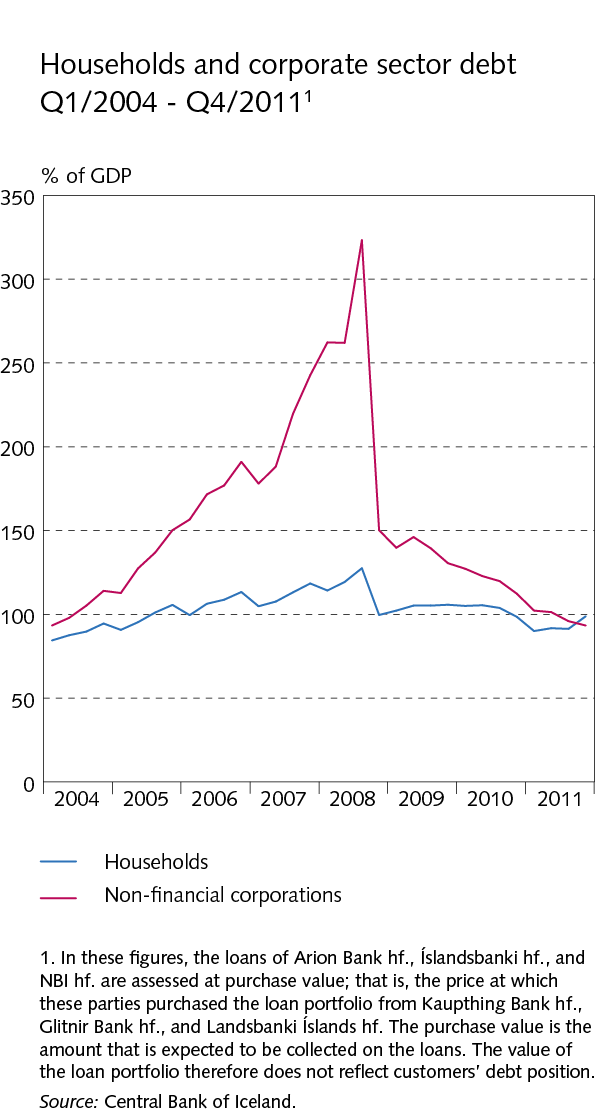 Households and corporate sector debt
Q1/2004 - Q4/2011¹
% of GDP
350
300
250
200
150
100
50
0
2004 2005 2006 2007 2008 2009 2010 2011
Households
Non-financial corporations
1. In these figures, the loans of Arion Bank hf., Íslandsbanki hf., and
NBI hf. are assessed at purchase value; that is, the price at which
these parties purchased the loan portfolio from Kaupthing Bank hf.,
Glitnir Bank hf., and Landsbanki Íslands hf. The purchase value is the
amount that is expected to be collected on the loans. The value of
the loan portfolio therefore does not reflect customers' debt position.
Source: Central Bank of Iceland.